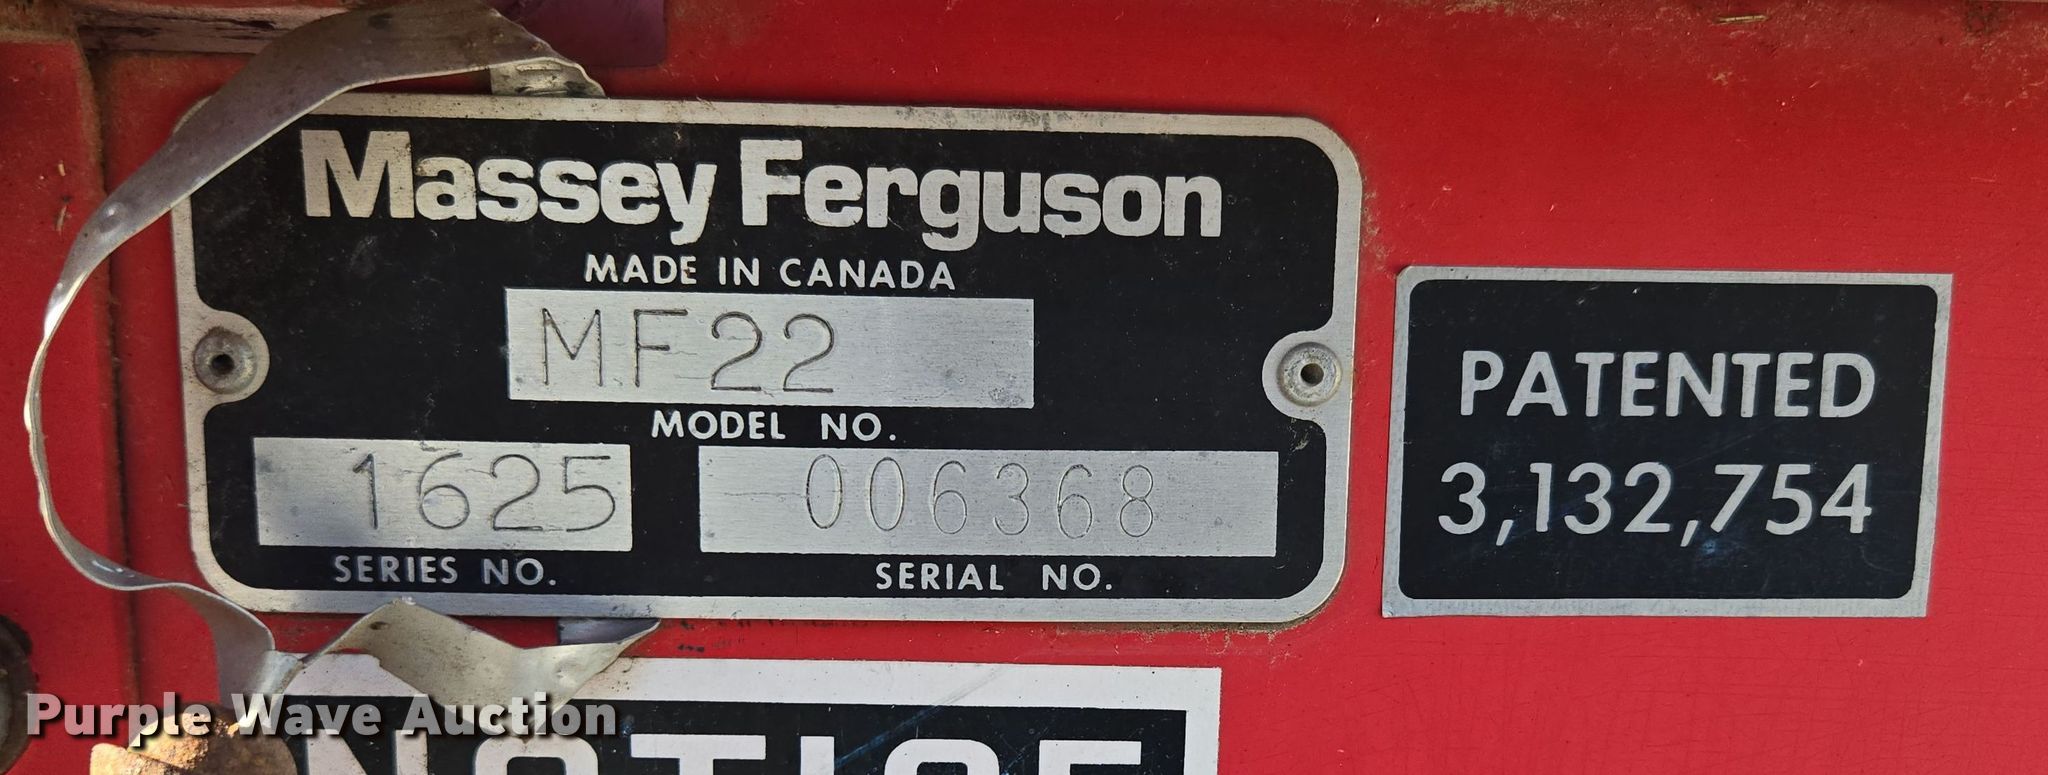 Massey Ferguson
MADE IN CANADA
MF22
MODEL NO.
1625 006368
SERIES NO. SERIAL NO.
PATENTED
3,132,754
NOTICE
Purple Wave Auction